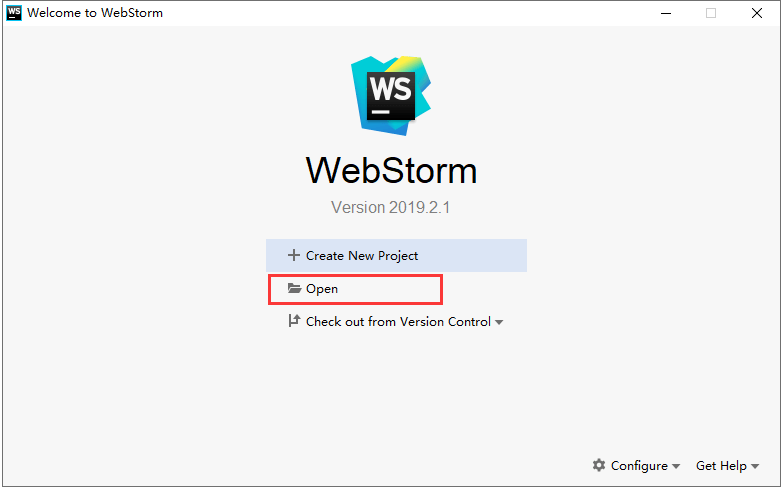 WS Welcome to WebStorm
WS
WebStorm
Version 2019.2.1
Create New Project
Open
Check out from Version Control
Configure Get Help